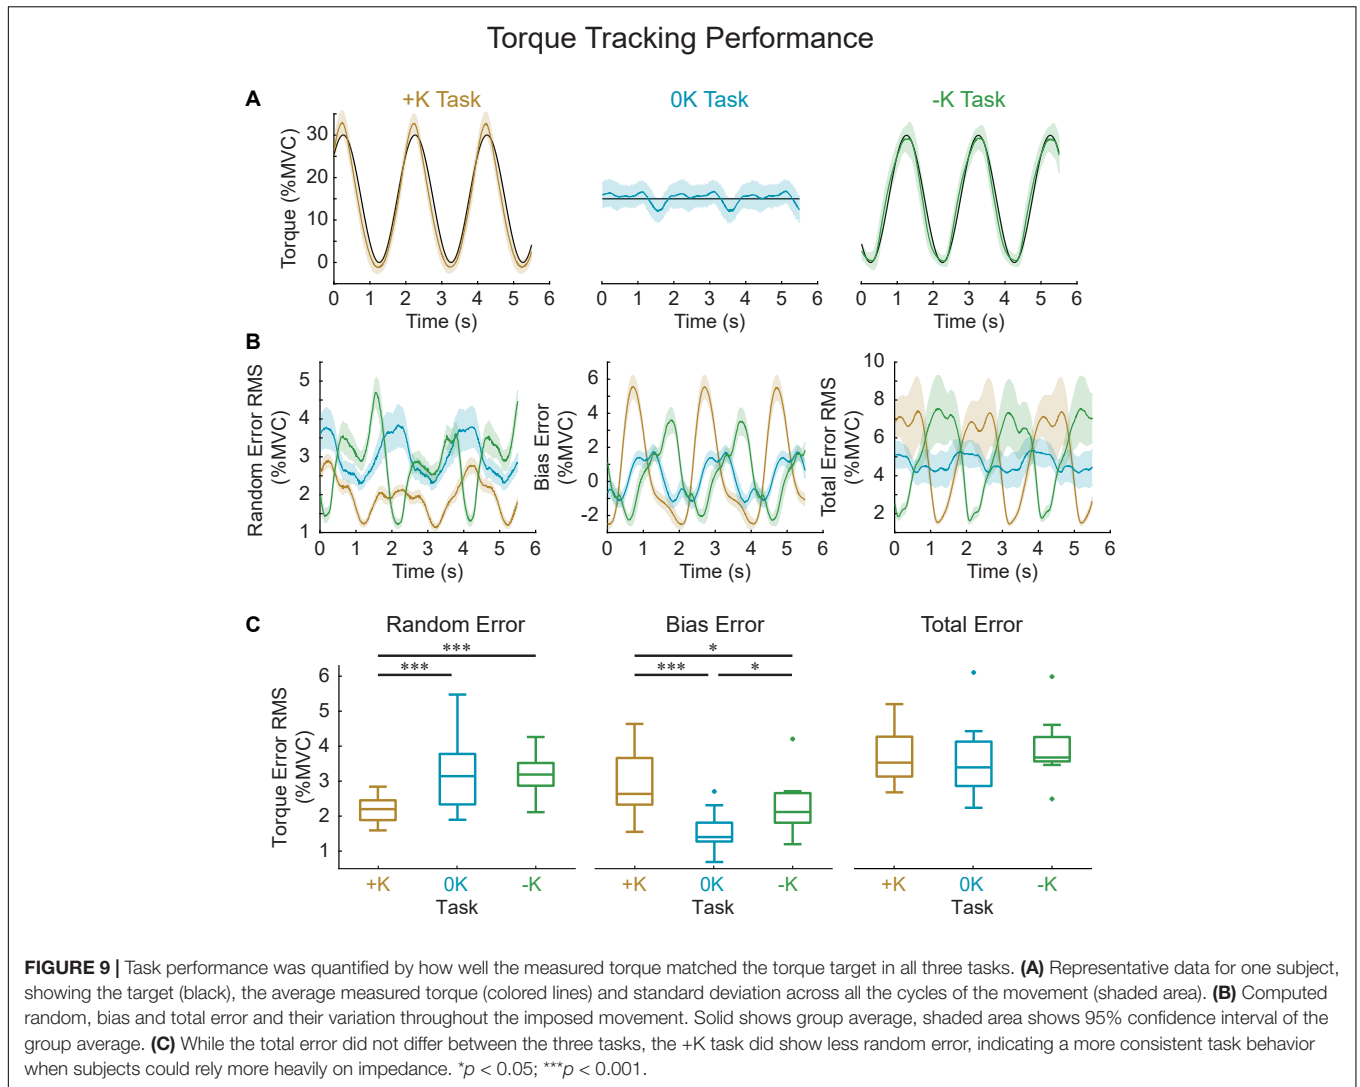 Torque Tracking Performance
A
+K Task
0K Task
-K Task
Torque (%MVC)
30
20
10
0
0 1 2 3 4 5 6
0 1 2 3 4 5 6
0 1 2 3 4 5 6
Time (s)
Time (s)
Time (s)
B
Random Error RMS
(%MVC)
5
4
3
2
1
Bias Error
(%MVC)
6
4
2
0
-2
Total Error RMS
(%MVC)
10
8
6
4
2
0 1 2 3 4 5 6
0 1 2 3 4 5 6
0 1 2 3 4 5 6
Time (s)
Time (s)
Time (s)
C
Random Error
Bias Error
Total Error
***
***
*
***
*
Torque Error RMS
(%MVC)
6
5
4
3
2
1
+K 0K -K
+K 0K -K
+K 0K -K
Task
Task
Task
FIGURE 9 | Task performance was quantified by how well the measured torque matched the torque target in all three tasks. (A) Representative data for one subject,
showing the target (black), the average measured torque (colored lines) and standard deviation across all the cycles of the movement (shaded area). (B) Computed
random, bias and total error and their variation throughout the imposed movement. Solid shows group average, shaded area shows 95% confidence interval of the
group average. (C) While the total error did not differ between the three tasks, the +K task did show less random error, indicating a more consistent task behavior
when subjects could rely more heavily on impedance. *p < 0.05; ***p < 0.001.